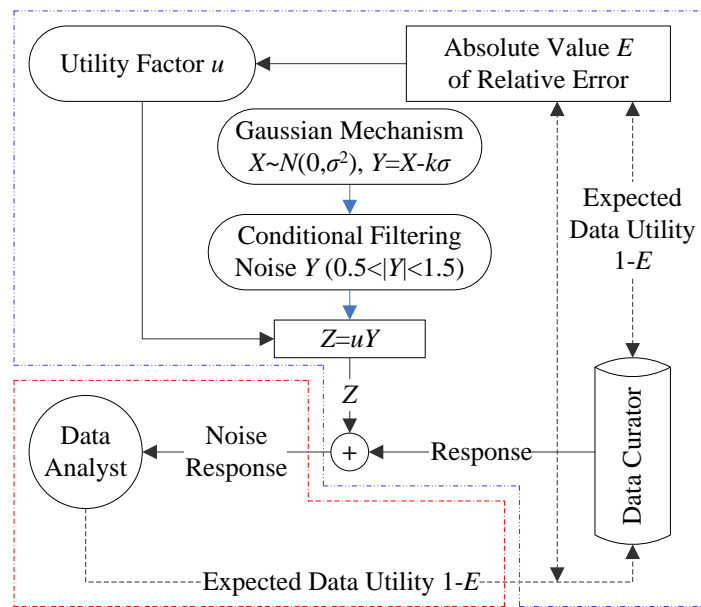 Utility Factor u
Absolute Value E
of Relative Error
Gaussian Mechanism
X~N(0,σ²), Y=X-kσ
Expected
Data Utility
1-E
Conditional Filtering
Noise Y (0.5<|Y|<1.5)
Z=uY
Z
Data
Analyst
Noise
Response
+
Response
Data Curator
Expected Data Utility 1-E